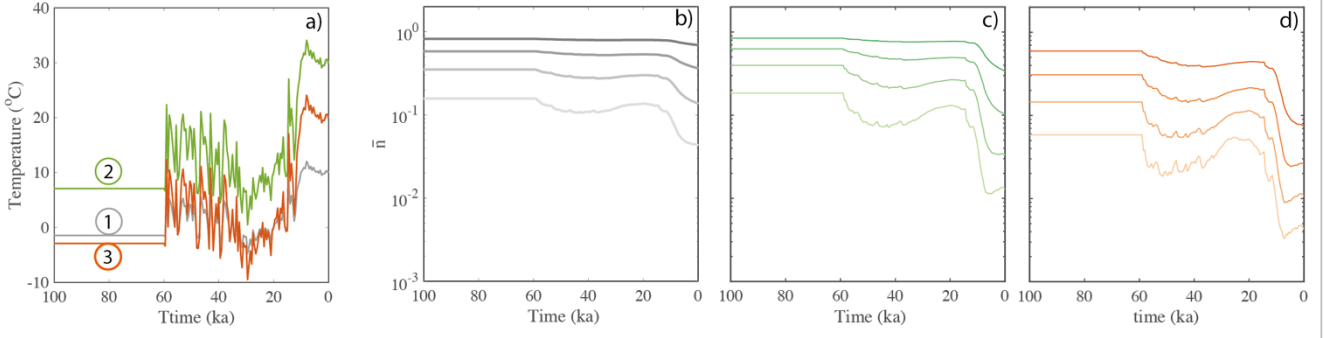 a)
Temperature (°C)
40
30
20
10
0
-10
2
1
3
100 80 60 40 20 0
Ttime (ka)
b)
n̄
10⁰
10⁻¹
10⁻²
10⁻³
100 80 60 40 20 0
Time (ka)
c)
100 80 60 40 20 0
Time (ka)
d)
100 80 60 40 20 0
time (ka)